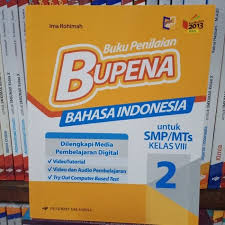 Ima Rohimah
Buku Penilaian
BUPENA
BAHASA INDONESIA
untuk
SMP/MTs
KELAS VIII
2
Dilengkapi Media
Pembelajaran Digital
Video Tutorial
Video dan Audio Pembelajaran
Try Out Computer Based Test
2013